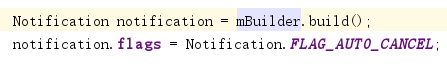 Notification notification = mBuilder.build();
notification.flags = Notification.FLAG_AUTO_CANCEL;